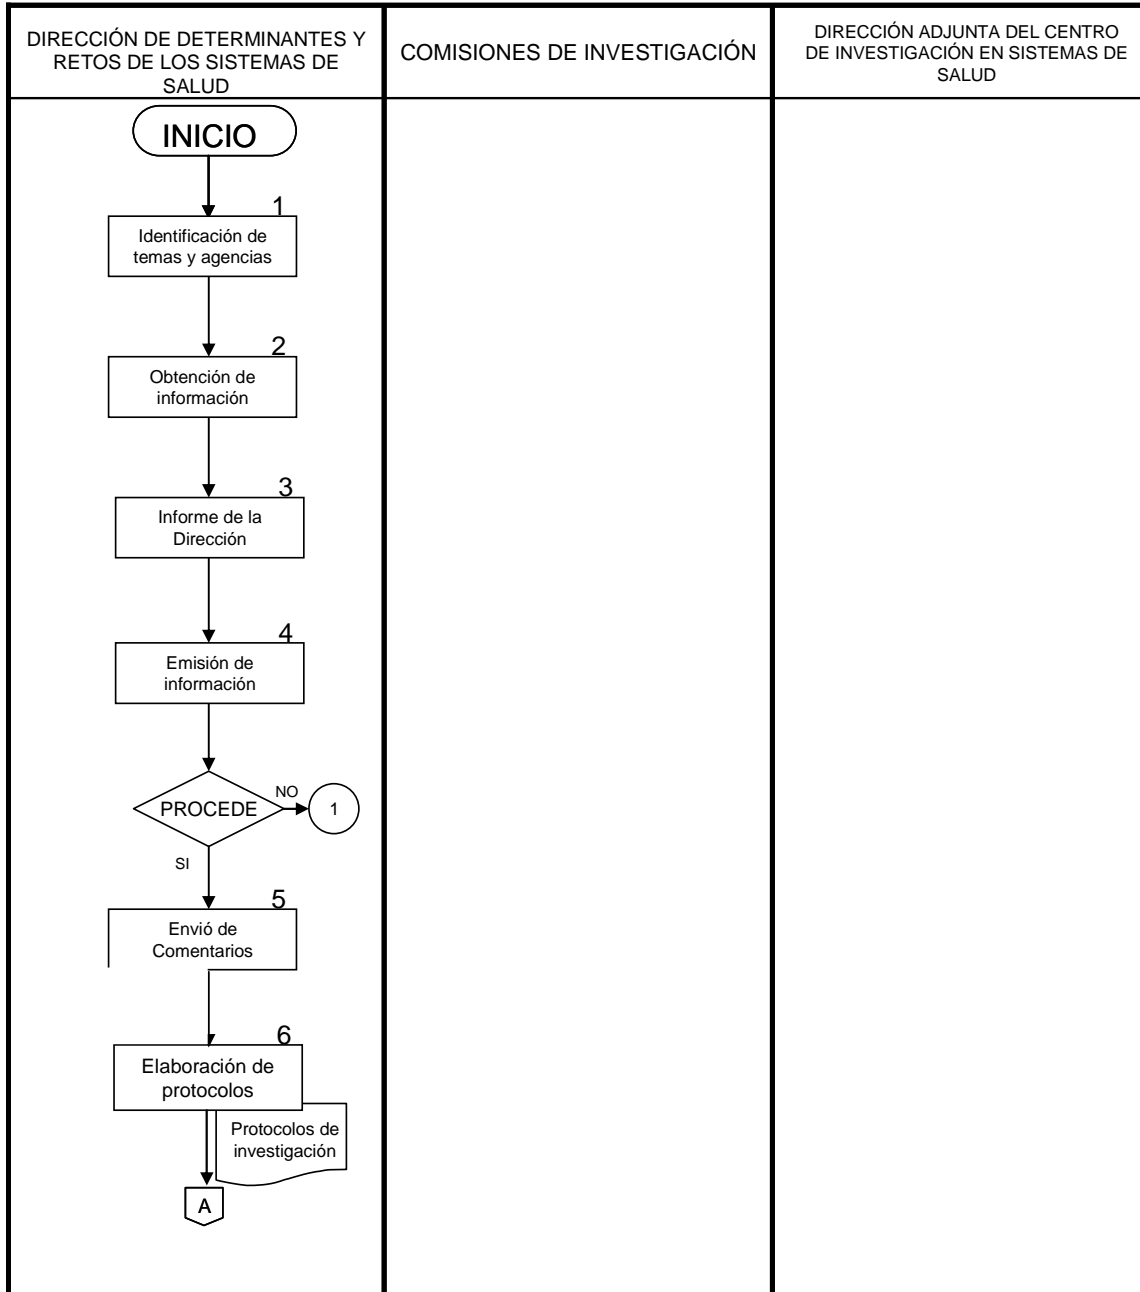 DIRECCIÓN DE DETERMINANTES Y
RETOS DE LOS SISTEMAS DE
SALUD
COMISIONES DE INVESTIGACIÓN
DIRECCIÓN ADJUNTA DEL CENTRO
DE INVESTIGACIÓN EN SISTEMAS DE
SALUD
INICIO
1
Identificación de
temas y agencias
2
Obtención de
información
3
Informe de la
Dirección
4
Emisión de
información
PROCEDE
NO
1
SI
5
Envió de
Comentarios
6
Elaboración de
protocolos
Protocolos de
investigación
A